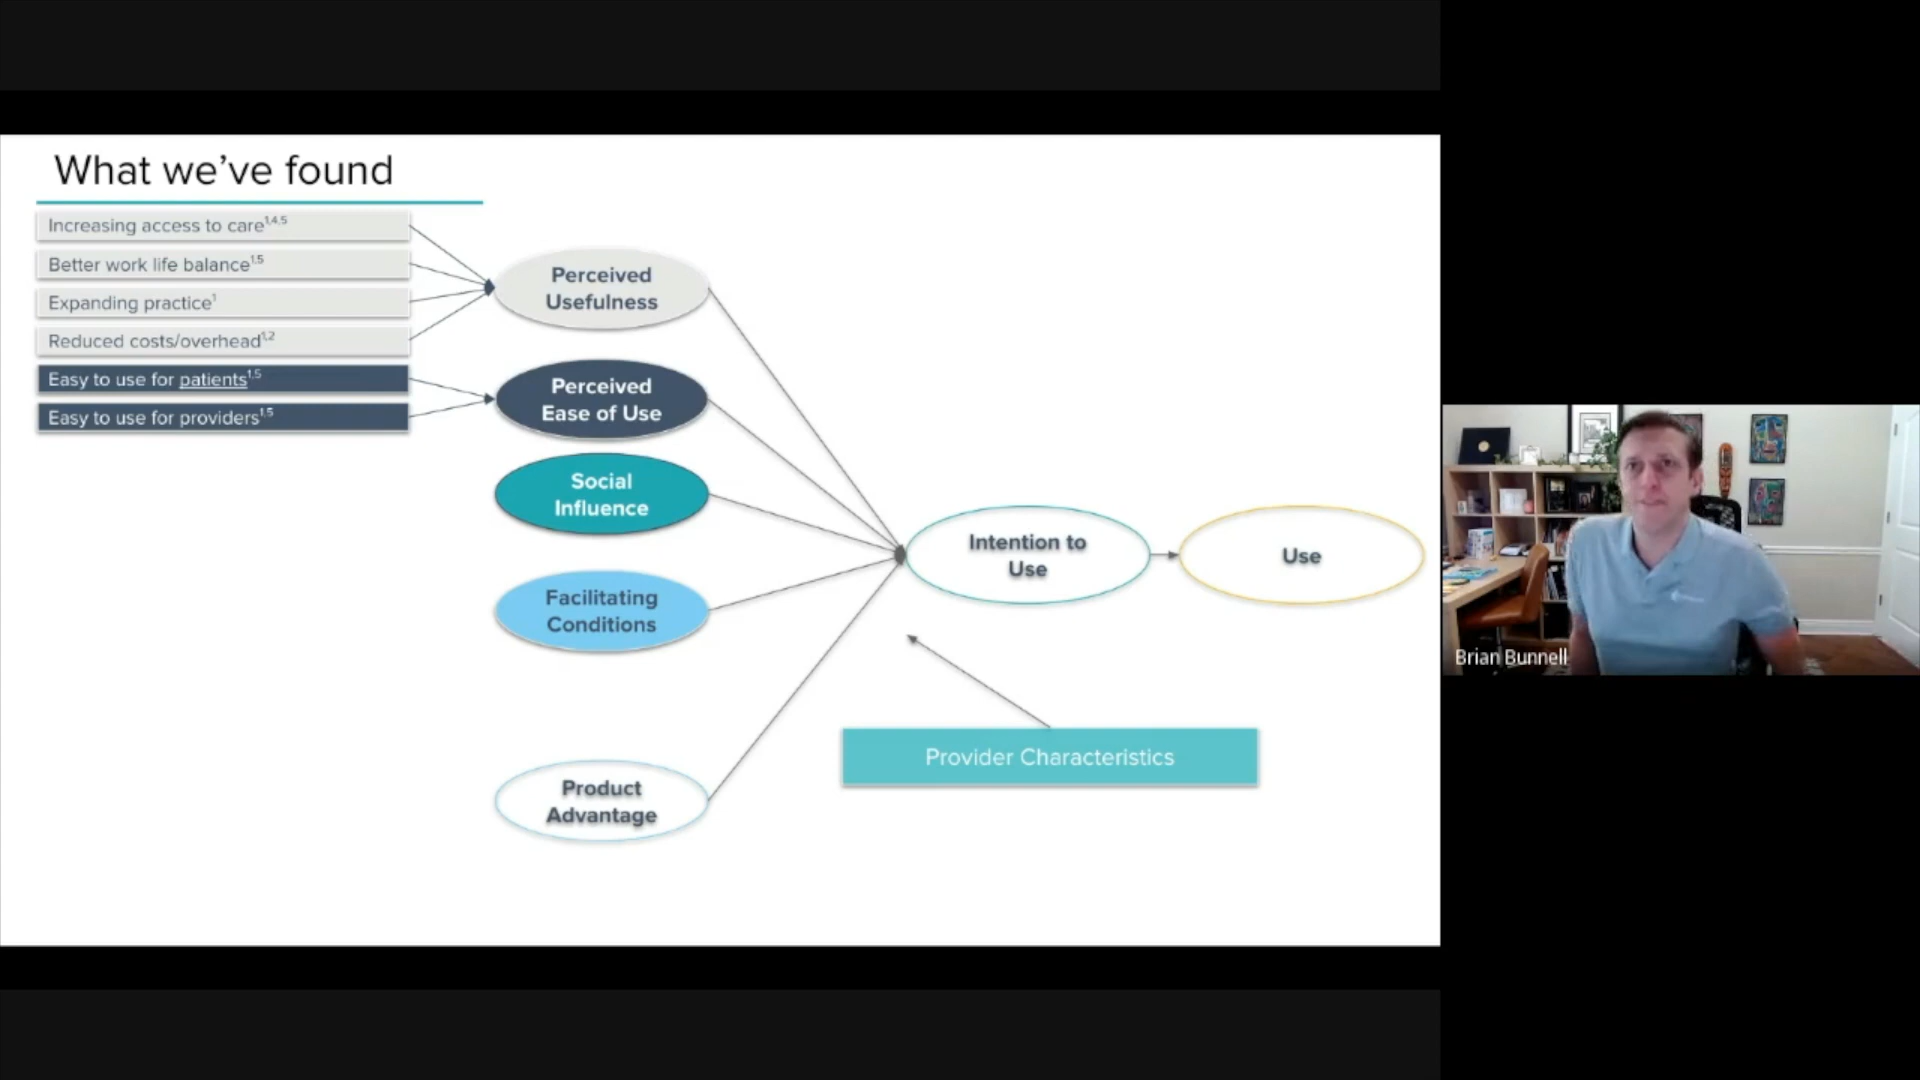 What we've found
Increasing access to care1,4,5
Better work life balance1,5
Expanding practice1
Reduced costs/overhead1,2
Easy to use for patients1,5
Easy to use for providers1,5
Perceived
Usefulness
Perceived
Ease of Use
Social
Influence
Facilitating
Conditions
Product
Advantage
Intention to
Use
Use
Provider Characteristics
Brian Bunnell